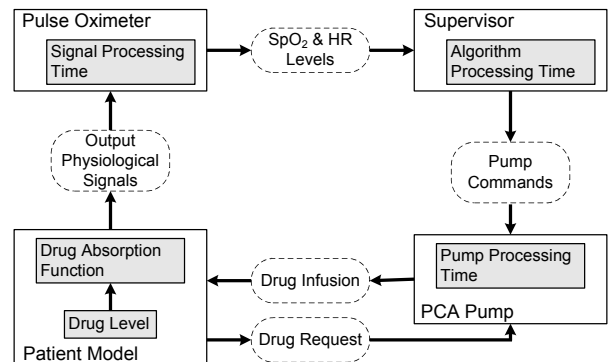 Pulse Oximeter
Signal Processing
Time
SpO₂ & HR
Levels
Supervisor
Algorithm
Processing Time
Output
Physiological
Signals
Pump
Commands
Drug Absorption
Function
Drug Level
Patient Model
Drug Infusion
Drug Request
Pump Processing
Time
PCA Pump